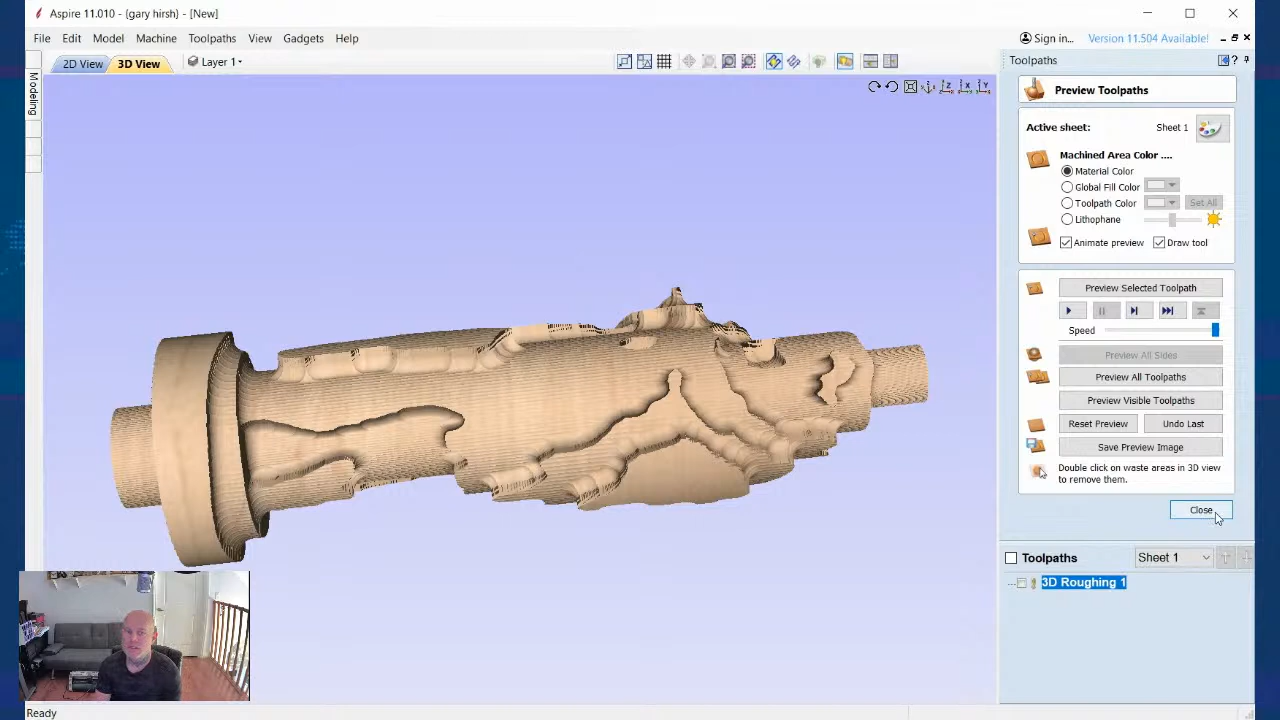 Aspire 11.010 - {gary hirsh} - [New]
File Edit Model Machine Toolpaths View Gadgets Help
Sign in... Version 11.504 Available!
2D View 3D View Layer 1
Toolpaths
Modeling
Preview Toolpaths
Active sheet: Sheet 1
Machined Area Color ....
Material Color
Global Fill Color
Toolpath Color Set All
Lithophane
Animate preview Draw tool
Preview Selected Toolpath
Speed
Preview All Sides
Preview All Toolpaths
Preview Visible Toolpaths
Reset Preview Undo Last
Save Preview Image
Double click on waste areas in 3D view
to remove them.
Close
Toolpaths Sheet 1
3D Roughing 1
Ready